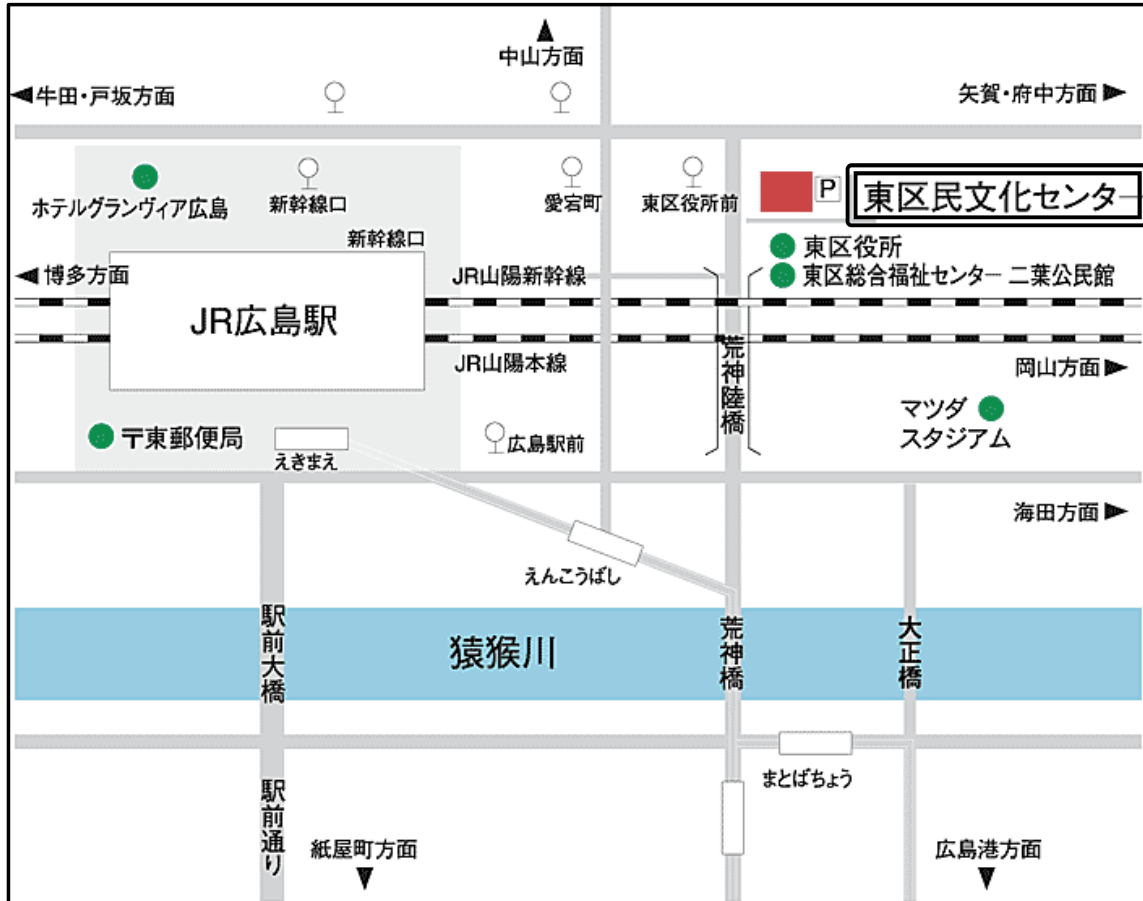 中山方面
牛田・戸坂方面
矢賀・府中方面
ホテルグランヴィア広島
新幹線口
愛宕町
東区役所前
P
東区民文化センター
新幹線口
東区役所
博多方面
JR山陽新幹線
東区総合福祉センター 二葉公民館
JR広島駅
荒神陸橋
JR山陽本線
岡山方面
マツダ
スタジアム
〒東郵便局
えきまえ
広島駅前
海田方面
えんこうばし
駅前大橋
猿猴川
荒神橋
大正橋
まとばちょう
駅前通り
紙屋町方面
広島港方面